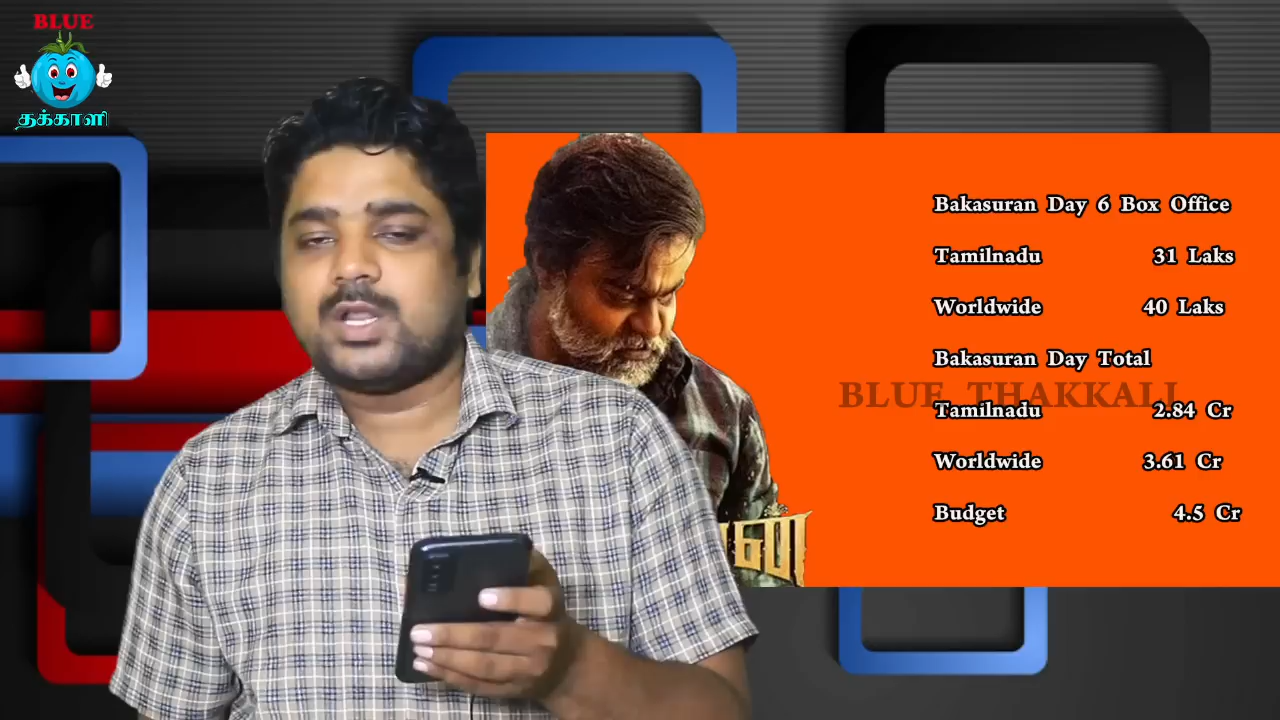 BLUE
தக்காளி
Bakasuran Day 6 Box Office
Tamilnadu 31 Laks
Worldwide 40 Laks
Bakasuran Day Total
BLUE THAKKALI
Tamilnadu 2.84 Cr
Worldwide 3.61 Cr
Budget 4.5 Cr